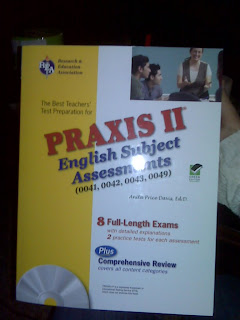 REA
Research &
Education
Association
The Best Teachers'
Test Preparation for
PRAXIS II®
English Subject
Assessments
(0041, 0042, 0043, 0049)
8 Full-Length Exams
with detailed explanations
2 practice tests for each assessment
Plus
Comprehensive Review
covers all content categories